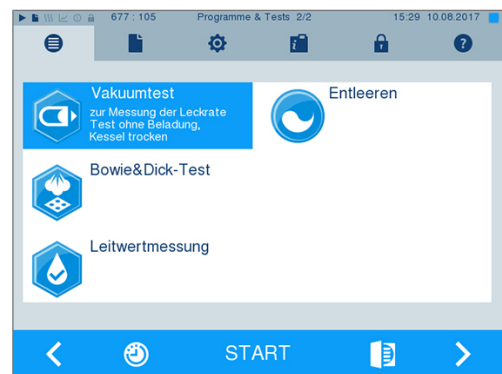 677 : 105 Programme & Tests 2/2 15:29 10.08.2017
Vakuumtest
zur Messung der Leckrate
Test ohne Beladung,
Kessel trocken
Entleeren
Bowie&Dick-Test
Leitwertmessung
START